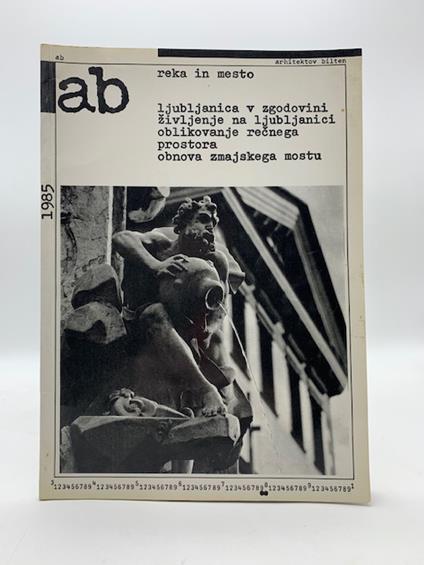 ab
arhitektov bilten
ab
reka in mesto
ljubljanica v zgodovini
življenje na ljubljanici
oblikovanje rečnega
prostora
obnova zmajskega mostu
1985
31234567894123456789512345678961234567897123456789812345678991234567891